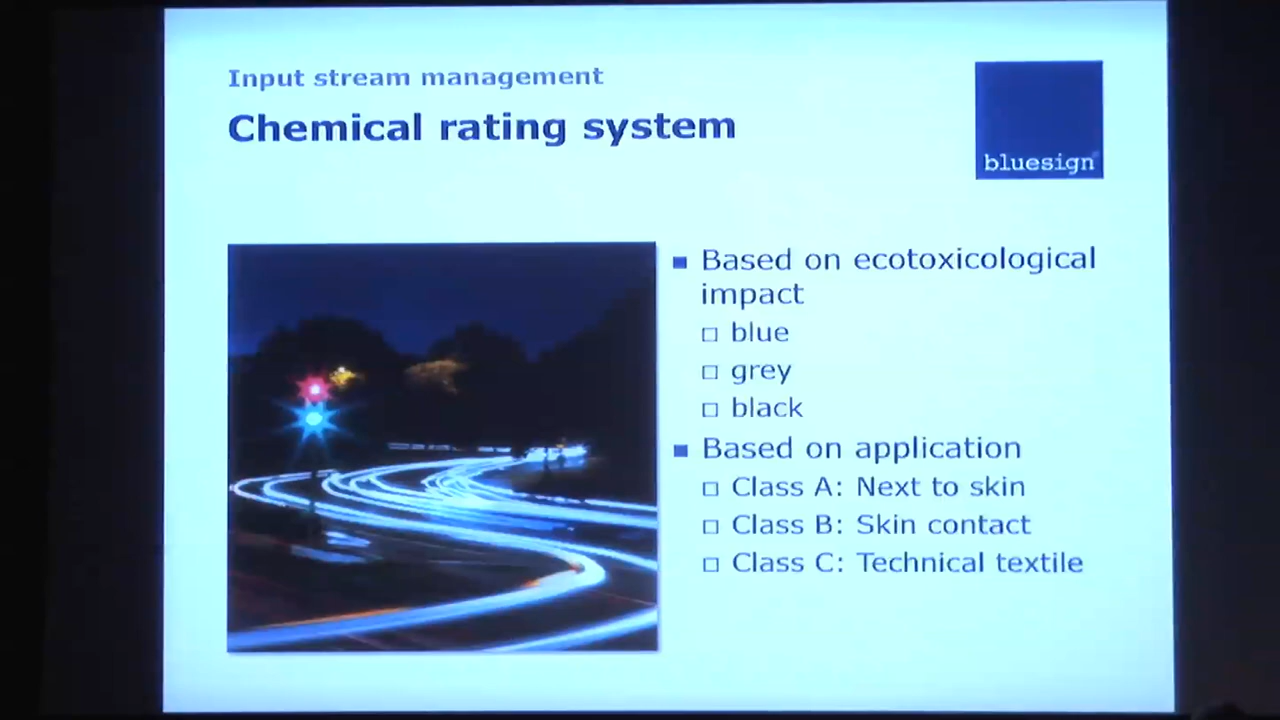 Input stream management
Chemical rating system
bluesign
Based on ecotoxicological
impact
blue
grey
black
Based on application
Class A: Next to skin
Class B: Skin contact
Class C: Technical textile